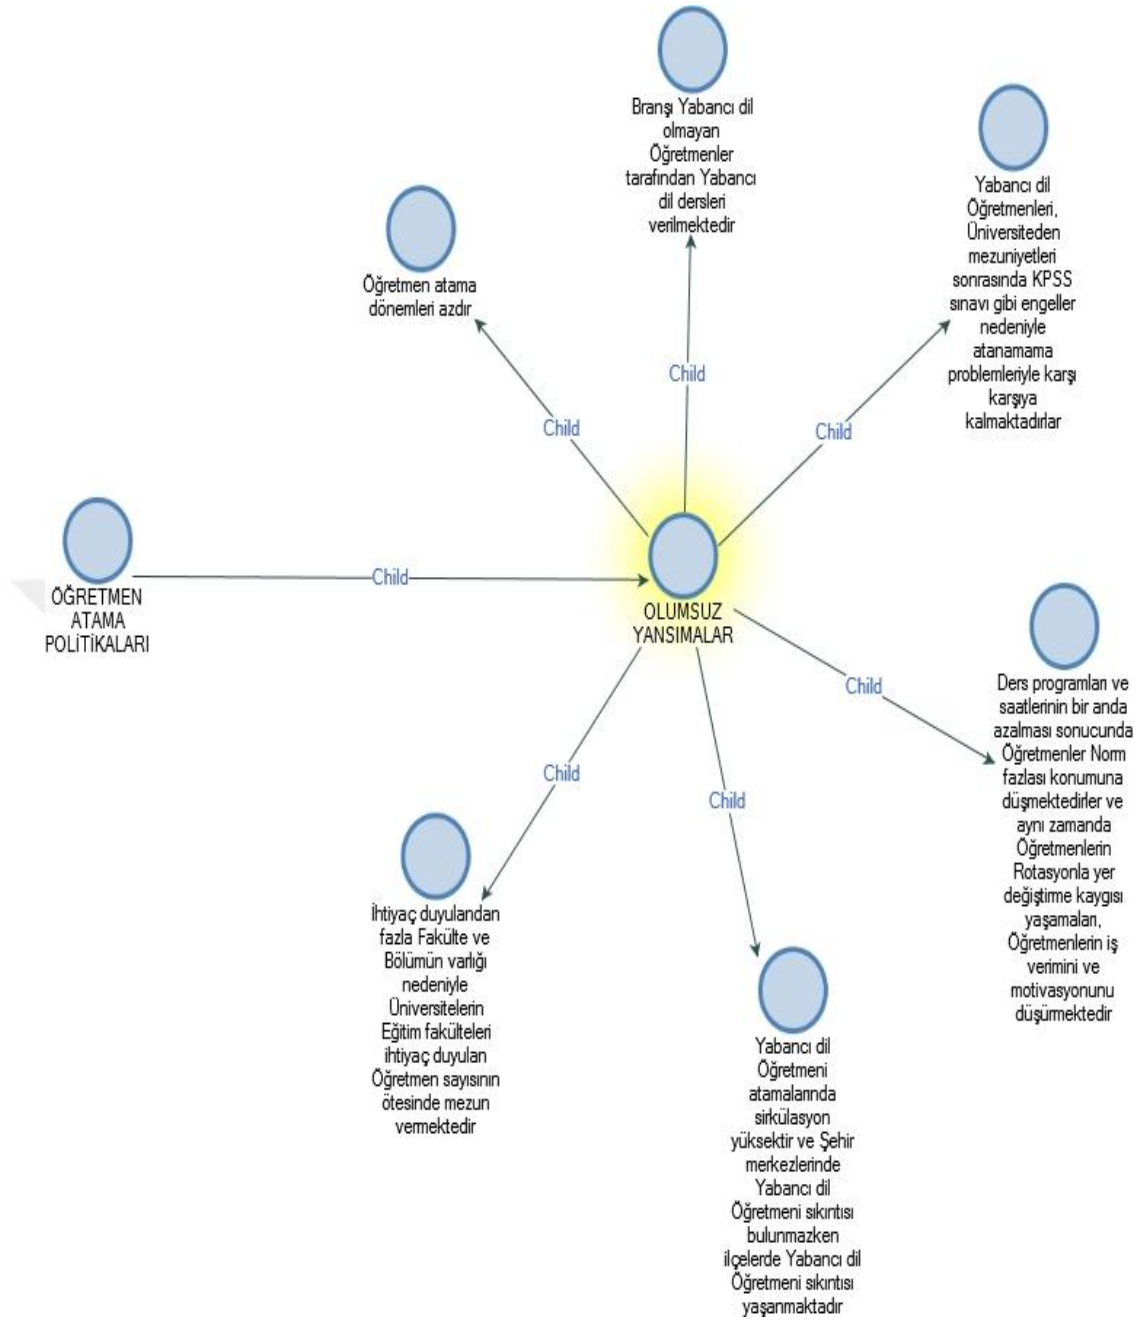 Branşı Yabancı dil
olmayan
Öğretmenler
tarafından Yabancı
dil dersleri
verilmektedir
Yabancı dil
Öğretmenleri,
Üniversiteden
mezuniyetleri
sonrasında KPSS
sınavı gibi engeller
nedeniyle
atanamama
problemleriyle karşı
karşıya
kalmaktadırlar
Öğretmen atama
dönemleri azdır
Child
Child
Child
ÖĞRETMEN
ATAMA
POLİTİKALARI
Child
OLUMSUZ
YANSIMALAR
Child
Ders programları ve
saatlerinin bir anda
azalması sonucunda
Öğretmenler Norm
fazlası konumuna
düşmektedirler ve
aynı zamanda
Öğretmenlerin
Rotasyonla yer
değiştirme kaygısı
yaşamaları,
Öğretmenlerin iş
verimini ve
motivasyonunu
düşürmektedir
Child
Child
İhtiyaç duyulandan
fazla Fakülte ve
Bölümün varlığı
nedeniyle
Üniversitelerin
Eğitim fakülteleri
ihtiyaç duyulan
Öğretmen sayısının
ötesinde mezun
vermektedir
Yabancı dil
Öğretmeni
atamalarında
sirkülasyon
yüksektir ve Şehir
merkezlerinde
Yabancı dil
Öğretmeni sıkıntısı
bulunmazken
ilçelerde Yabancı dil
Öğretmeni sıkıntısı
yaşanmaktadır